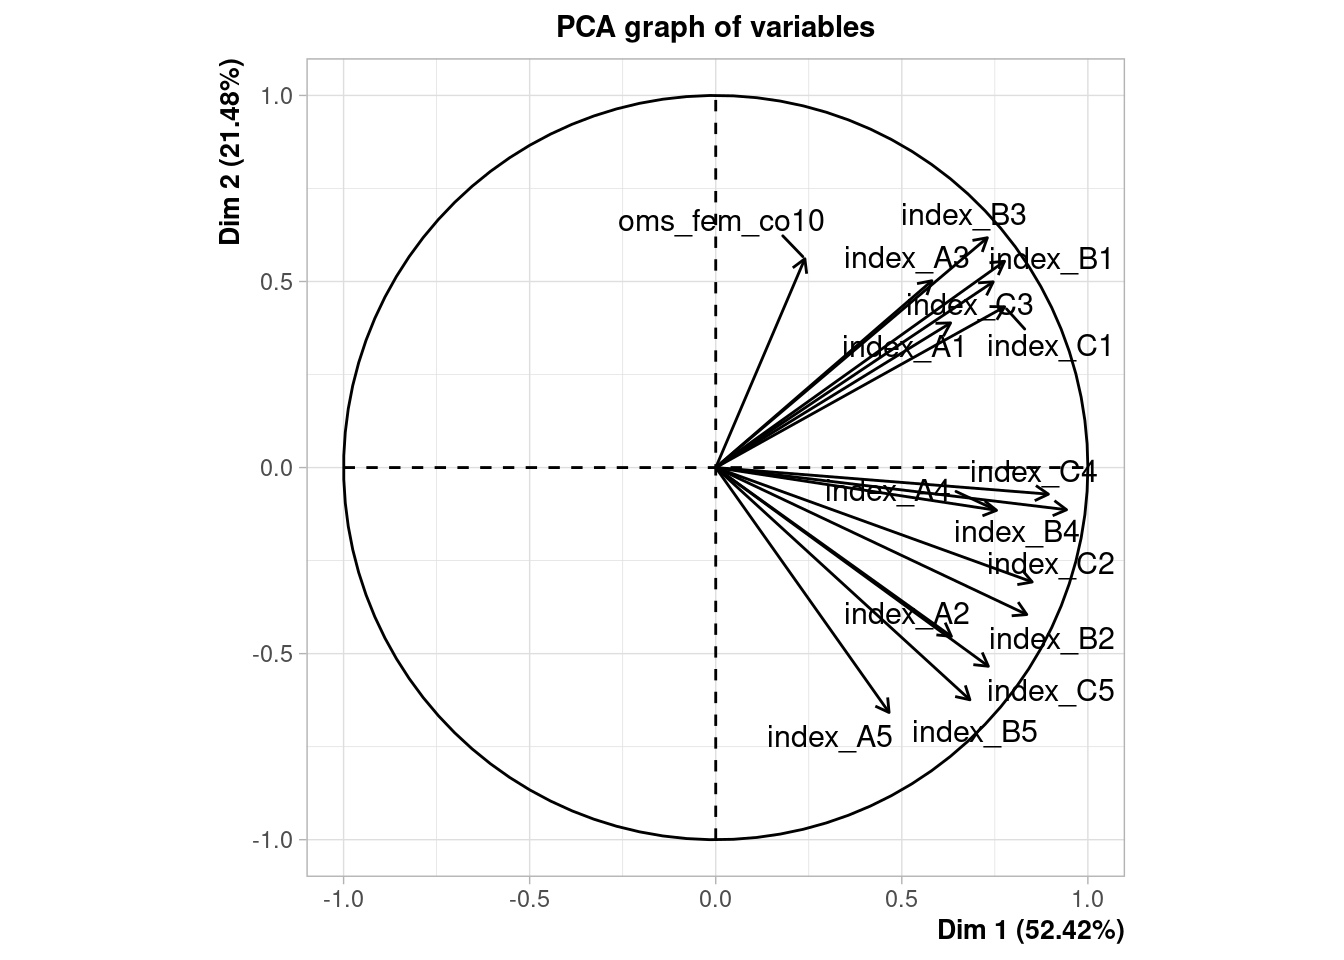 PCA graph of variables
Dim 2 (21.48%)
1.0
0.5
0.0
-0.5
-1.0
oms_fem_co10
index_B3
index_A3
index_B1
index_C3
index_A1
index_C1
index_C4
index_A4
index_B4
index_C2
index_A2
index_B2
index_C5
index_A5
index_B5
-1.0
-0.5
0.0
0.5
1.0
Dim 1 (52.42%)